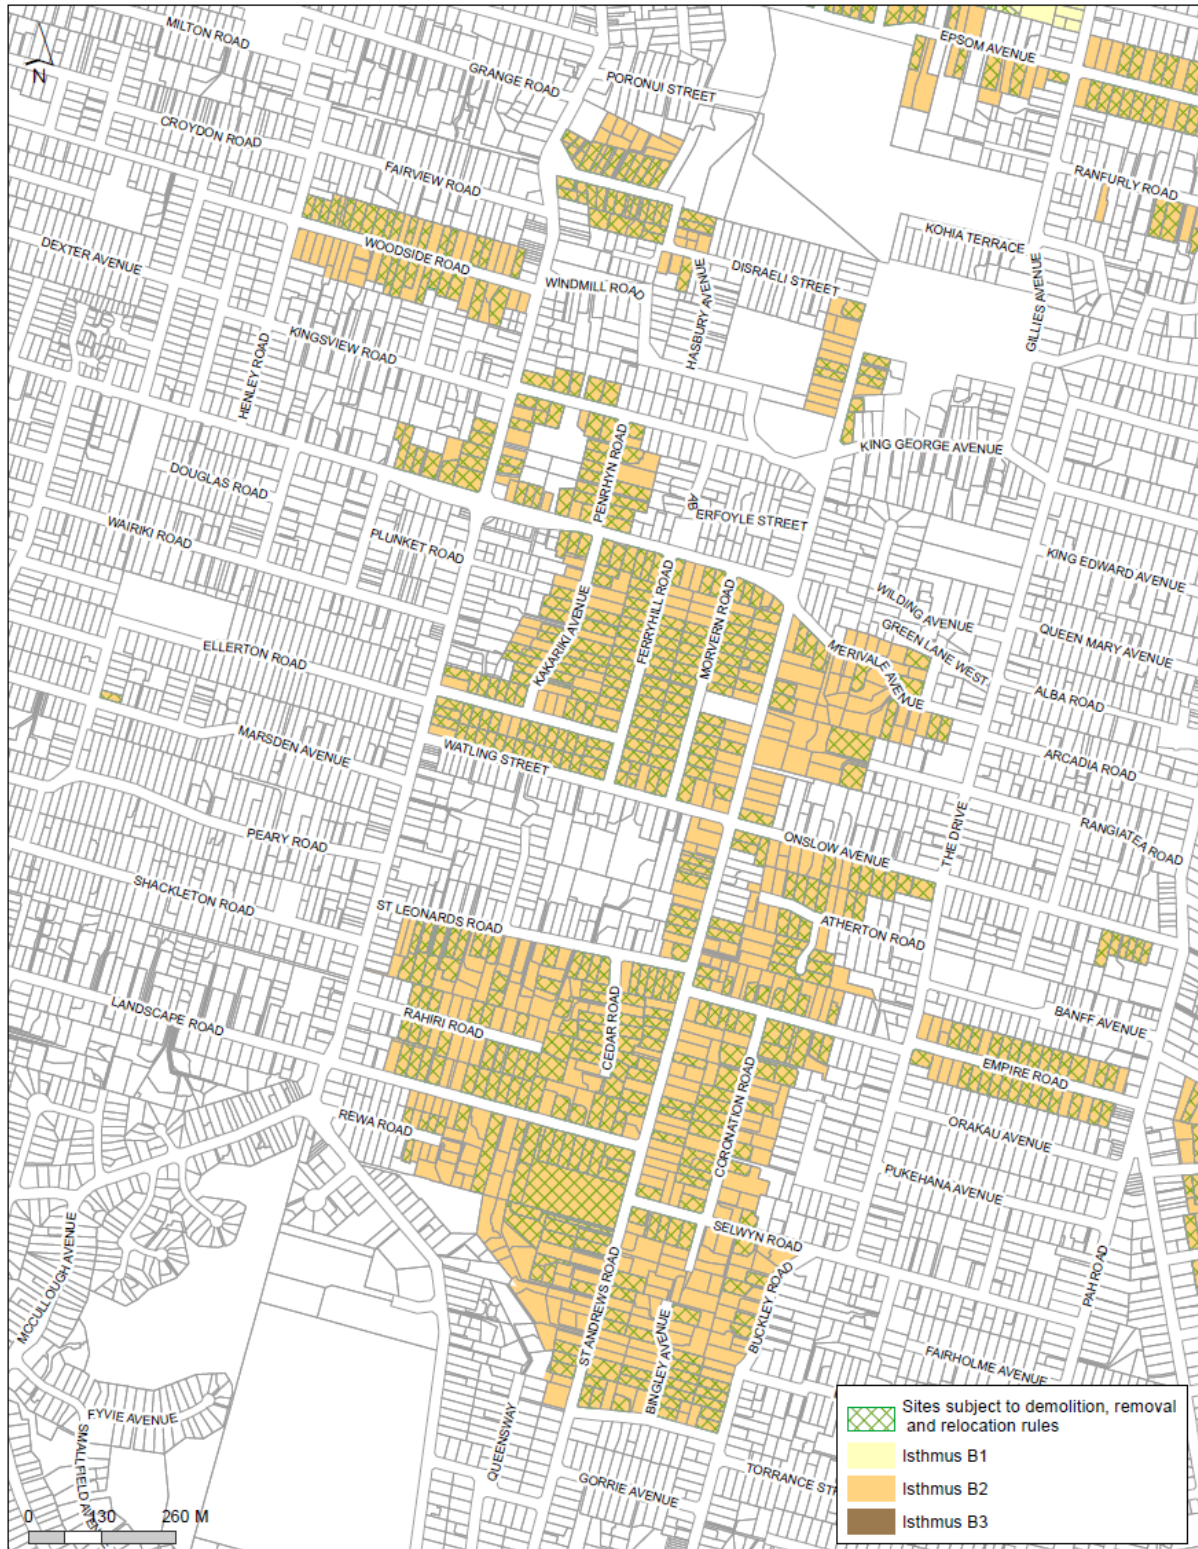 MILTON ROAD
EPSOM AVENUE
GRANGE ROAD
PORONUI STREET
N
CROYDON ROAD
FAIRVIEW ROAD
RANFURLY ROAD
KOHIA TERRACE
DEXTER AVENUE
WOODSIDE ROAD
DISRAELI STREET
WINDMILL ROAD
HASBURY AVENUE
GILLIES AVENUE
KINGSVIEW ROAD
HENLEY ROAD
KING GEORGE AVENUE
PENRHYN ROAD
DOUGLAS ROAD
ABERFOYLE STREET
WAIRIKI ROAD
PLUNKET ROAD
KING EDWARD AVENUE
KAKARIKI AVENUE
FERRYHILL ROAD
MORVERN ROAD
WILDING AVENUE
GREEN LANE WEST
QUEEN MARY AVENUE
ELLERTON ROAD
MERIVALE AVENUE
ALBA ROAD
MARSDEN AVENUE
WATLING STREET
ARCADIA ROAD
PEARY ROAD
ONSLOW AVENUE
THE DRIVE
RANGIATEA ROAD
SHACKLETON ROAD
ST LEONARDS ROAD
ATHERTON ROAD
LANDSCAPE ROAD
RAHIRI ROAD
CEDAR ROAD
BANFF AVENUE
EMPIRE ROAD
REWA ROAD
CORONATION ROAD
ORAKAU AVENUE
PUKEHANA AVENUE
MCCULLOUGH AVENUE
SELWYN ROAD
PAH ROAD
ST ANDREWS ROAD
BUCKLEY ROAD
BINGLEY AVENUE
FAIRHOLME AVENUE
FYVIE AVENUE
SMALLFIELD AVEN
QUEENSWAY
GORRIE AVENUE
TORRANCE ST
Sites subject to demolition, removal
and relocation rules
Isthmus B1
Isthmus B2
Isthmus B3
0 130 260 M